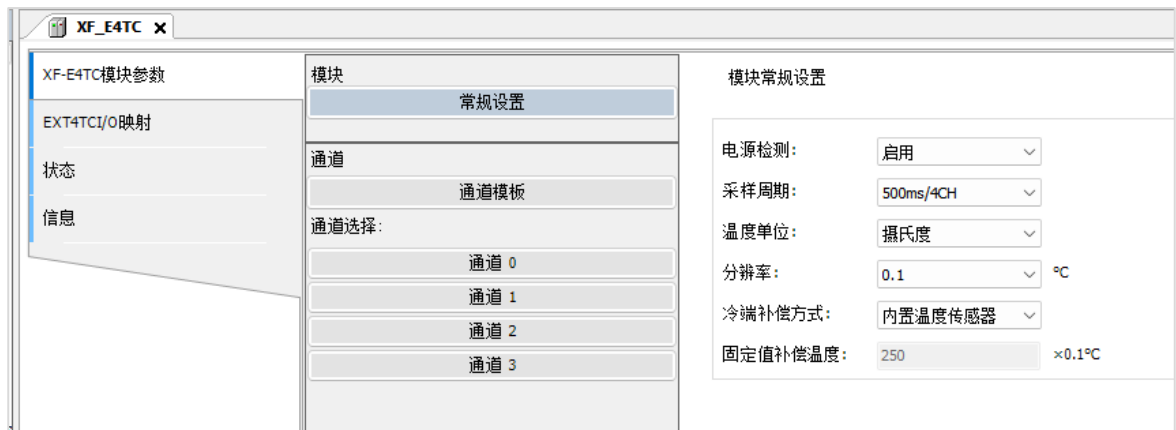 XF_E4TC
XF-E4TC模块参数
EXT4TCI/O映射
状态
信息
模块
常规设置
通道
通道模板
通道选择:
通道 0
通道 1
通道 2
通道 3
模块常规设置
电源检测: 启用
采样周期: 500ms/4CH
温度单位: 摄氏度
分辨率: 0.1 °C
冷端补偿方式: 内置温度传感器
固定值补偿温度: 250 ×0.1°C